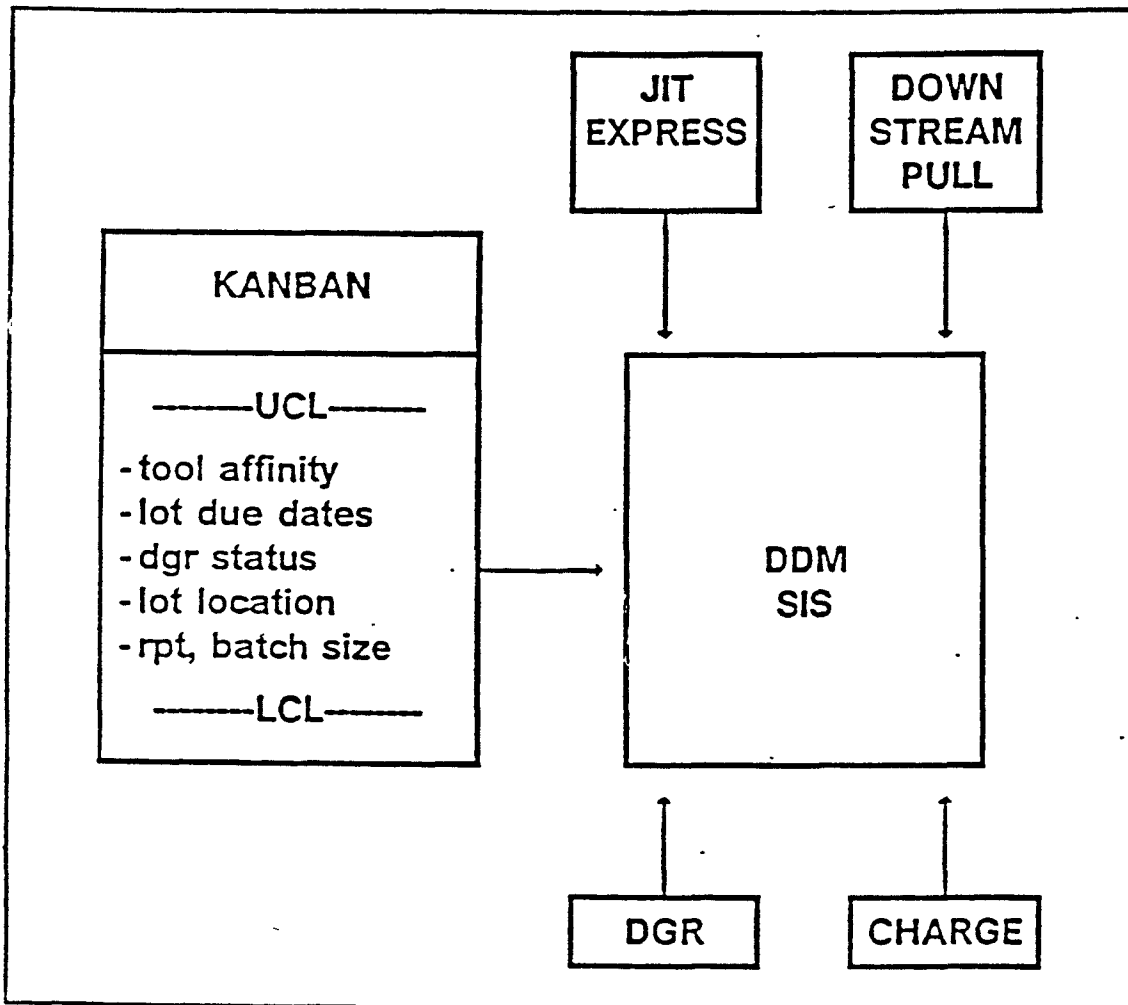 JIT
EXPRESS
DOWN
STREAM
PULL
KANBAN
-------UCL-------
-tool affinity
-lot due dates
-dgr status
-lot location
-rpt, batch size
-------LCL-------
DDM
SIS
DGR
CHARGE